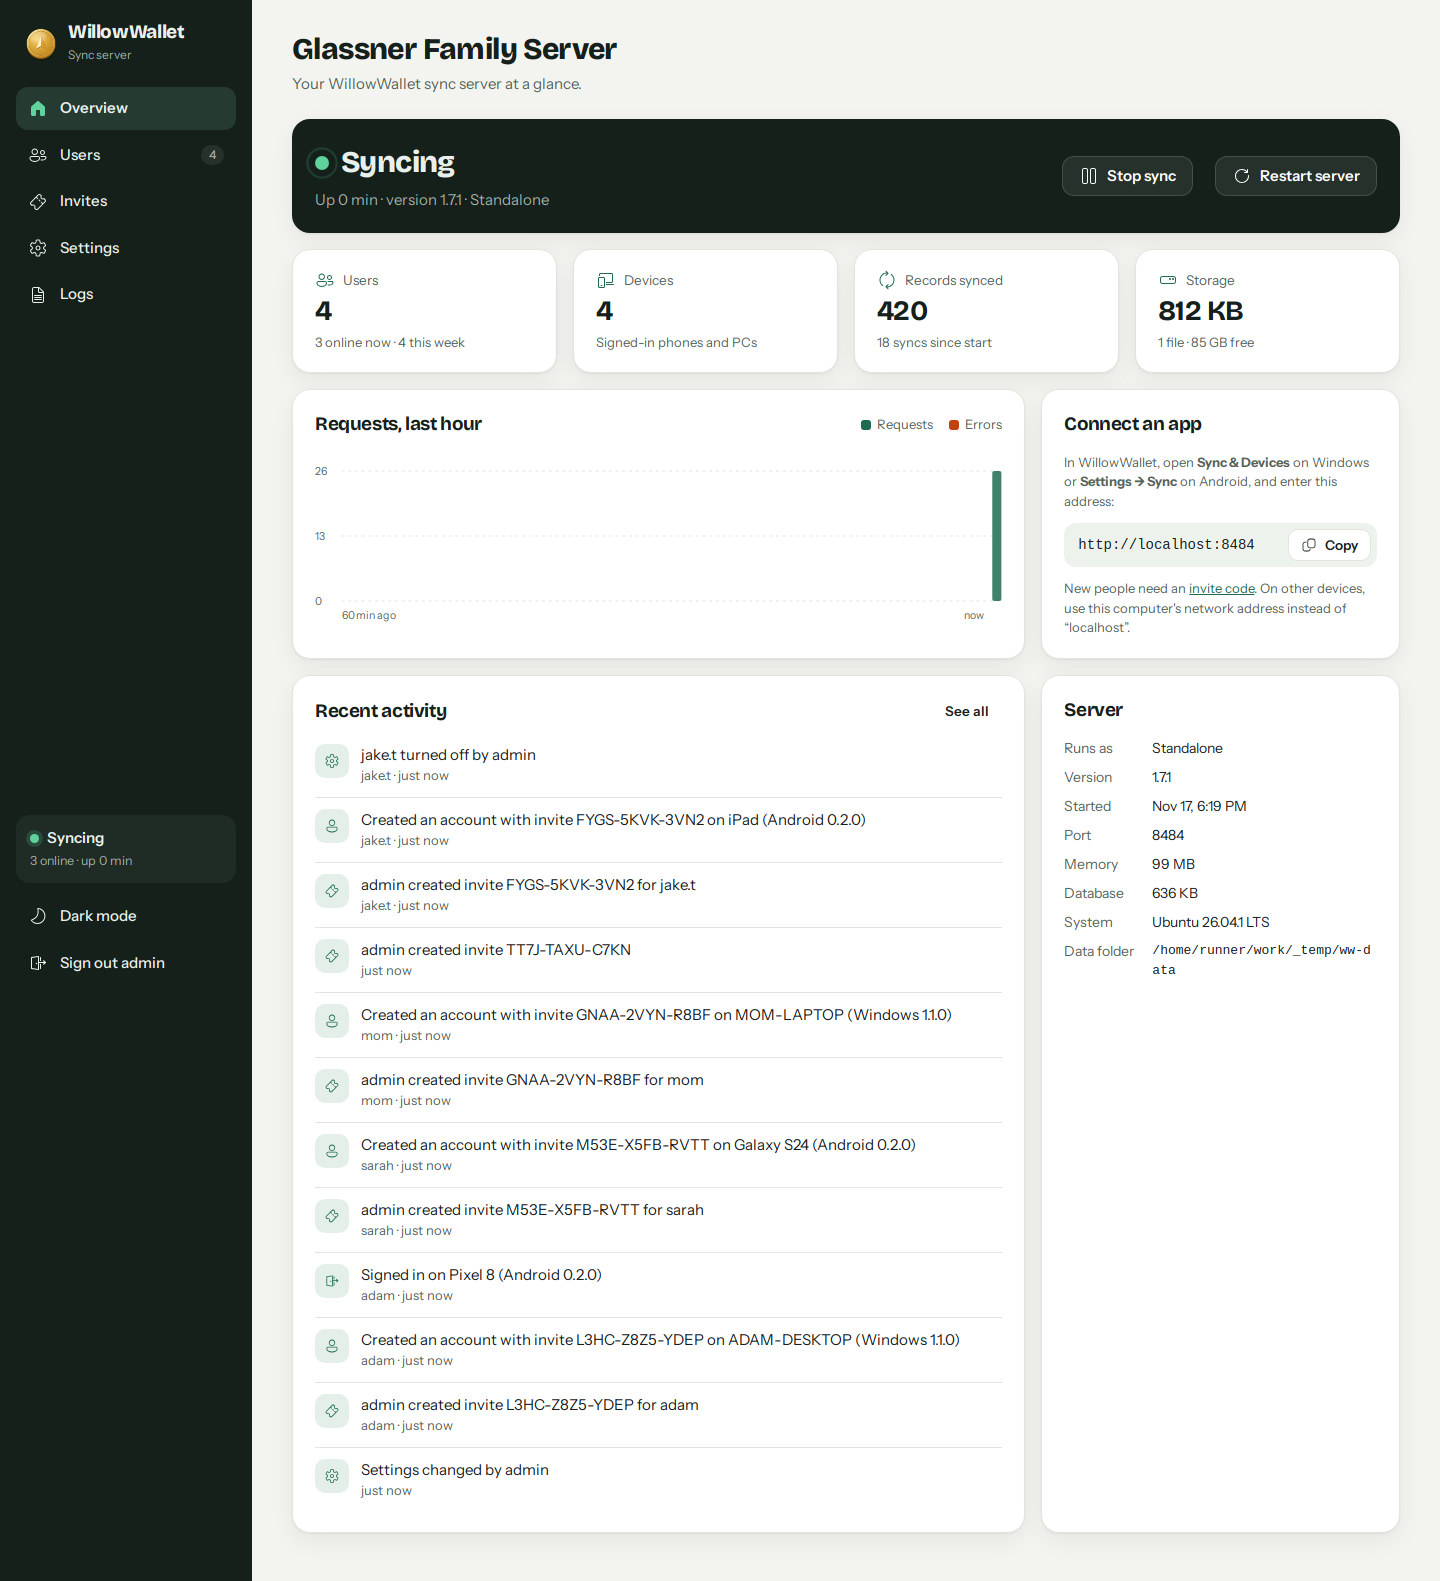 WillowWallet
Sync server
Overview
Users 4
Invites
Settings
Logs
Syncing
3 online · up 0 min
Dark mode
Sign out admin
Glassner Family Server
Your WillowWallet sync server at a glance.
Syncing
Up 0 min · version 1.7.1 · Standalone
Stop sync
Restart server
Users
4
3 online now · 4 this week
Devices
4
Signed-in phones and PCs
Records synced
420
18 syncs since start
Storage
812 KB
1 file · 85 GB free
Requests, last hour
Requests Errors
26
13
0
60 min ago now
Connect an app
In WillowWallet, open Sync & Devices on Windows
or Settings → Sync on Android, and enter this
address:
http://localhost:8484 Copy
New people need an invite code. On other devices,
use this computer's network address instead of
“localhost”.
Recent activity See all
jake.t turned off by admin
jake.t · just now
Created an account with invite FYGS-5KVK-3VN2 on iPad (Android 0.2.0)
jake.t · just now
admin created invite FYGS-5KVK-3VN2 for jake.t
jake.t · just now
admin created invite TT7J-TAXU-C7KN
just now
Created an account with invite GNAA-2VYN-R8BF on MOM-LAPTOP (Windows 1.1.0)
mom · just now
admin created invite GNAA-2VYN-R8BF for mom
mom · just now
Created an account with invite M53E-X5FB-RVTT on Galaxy S24 (Android 0.2.0)
sarah · just now
admin created invite M53E-X5FB-RVTT for sarah
sarah · just now
Signed in on Pixel 8 (Android 0.2.0)
adam · just now
Created an account with invite L3HC-Z8Z5-YDEP on ADAM-DESKTOP (Windows 1.1.0)
adam · just now
admin created invite L3HC-Z8Z5-YDEP for adam
adam · just now
Settings changed by admin
just now
Server
Runs as Standalone
Version 1.7.1
Started Nov 17, 6:19 PM
Port 8484
Memory 99 MB
Database 636 KB
System Ubuntu 26.04.1 LTS
Data folder /home/runner/work/_temp/ww-d
ata